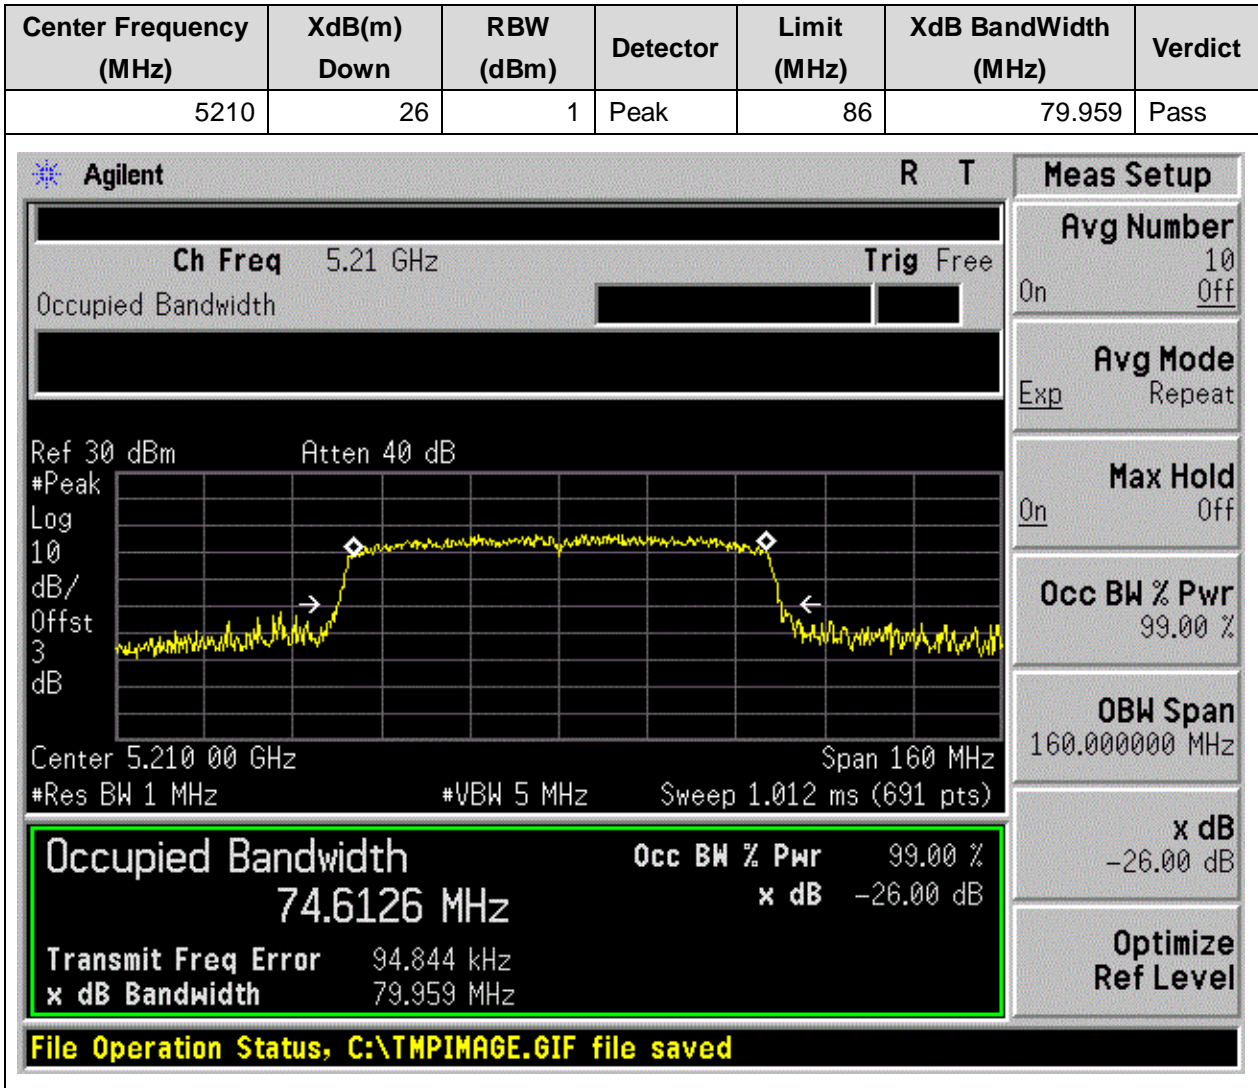 Center Frequency (MHz) XdB(m) Down RBW (dBm) Detector Limit (MHz) XdB BandWidth (MHz) Verdict
5210 26 1 Peak 86 79.959 Pass
Agilent R T
Meas Setup
Ch Freq 5.21 GHz Trig Free
Occupied Bandwidth
Avg Number
10
On Off
Avg Mode
Exp Repeat
Max Hold
On Off
Occ BW % Pwr
99.00 %
OBW Span
160.000000 MHz
x dB
-26.00 dB
Optimize
Ref Level
Ref 30 dBm Atten 40 dB
#Peak
Log
10
dB/
Offst
3
dB
Center 5.210 00 GHz Span 160 MHz
#Res BW 1 MHz #VBW 5 MHz Sweep 1.012 ms (691 pts)
Occupied Bandwidth Occ BW % Pwr 99.00 %
74.6126 MHz x dB -26.00 dB
Transmit Freq Error 94.844 kHz
x dB Bandwidth 79.959 MHz
File Operation Status, C:\TMPIMAGE.GIF file saved